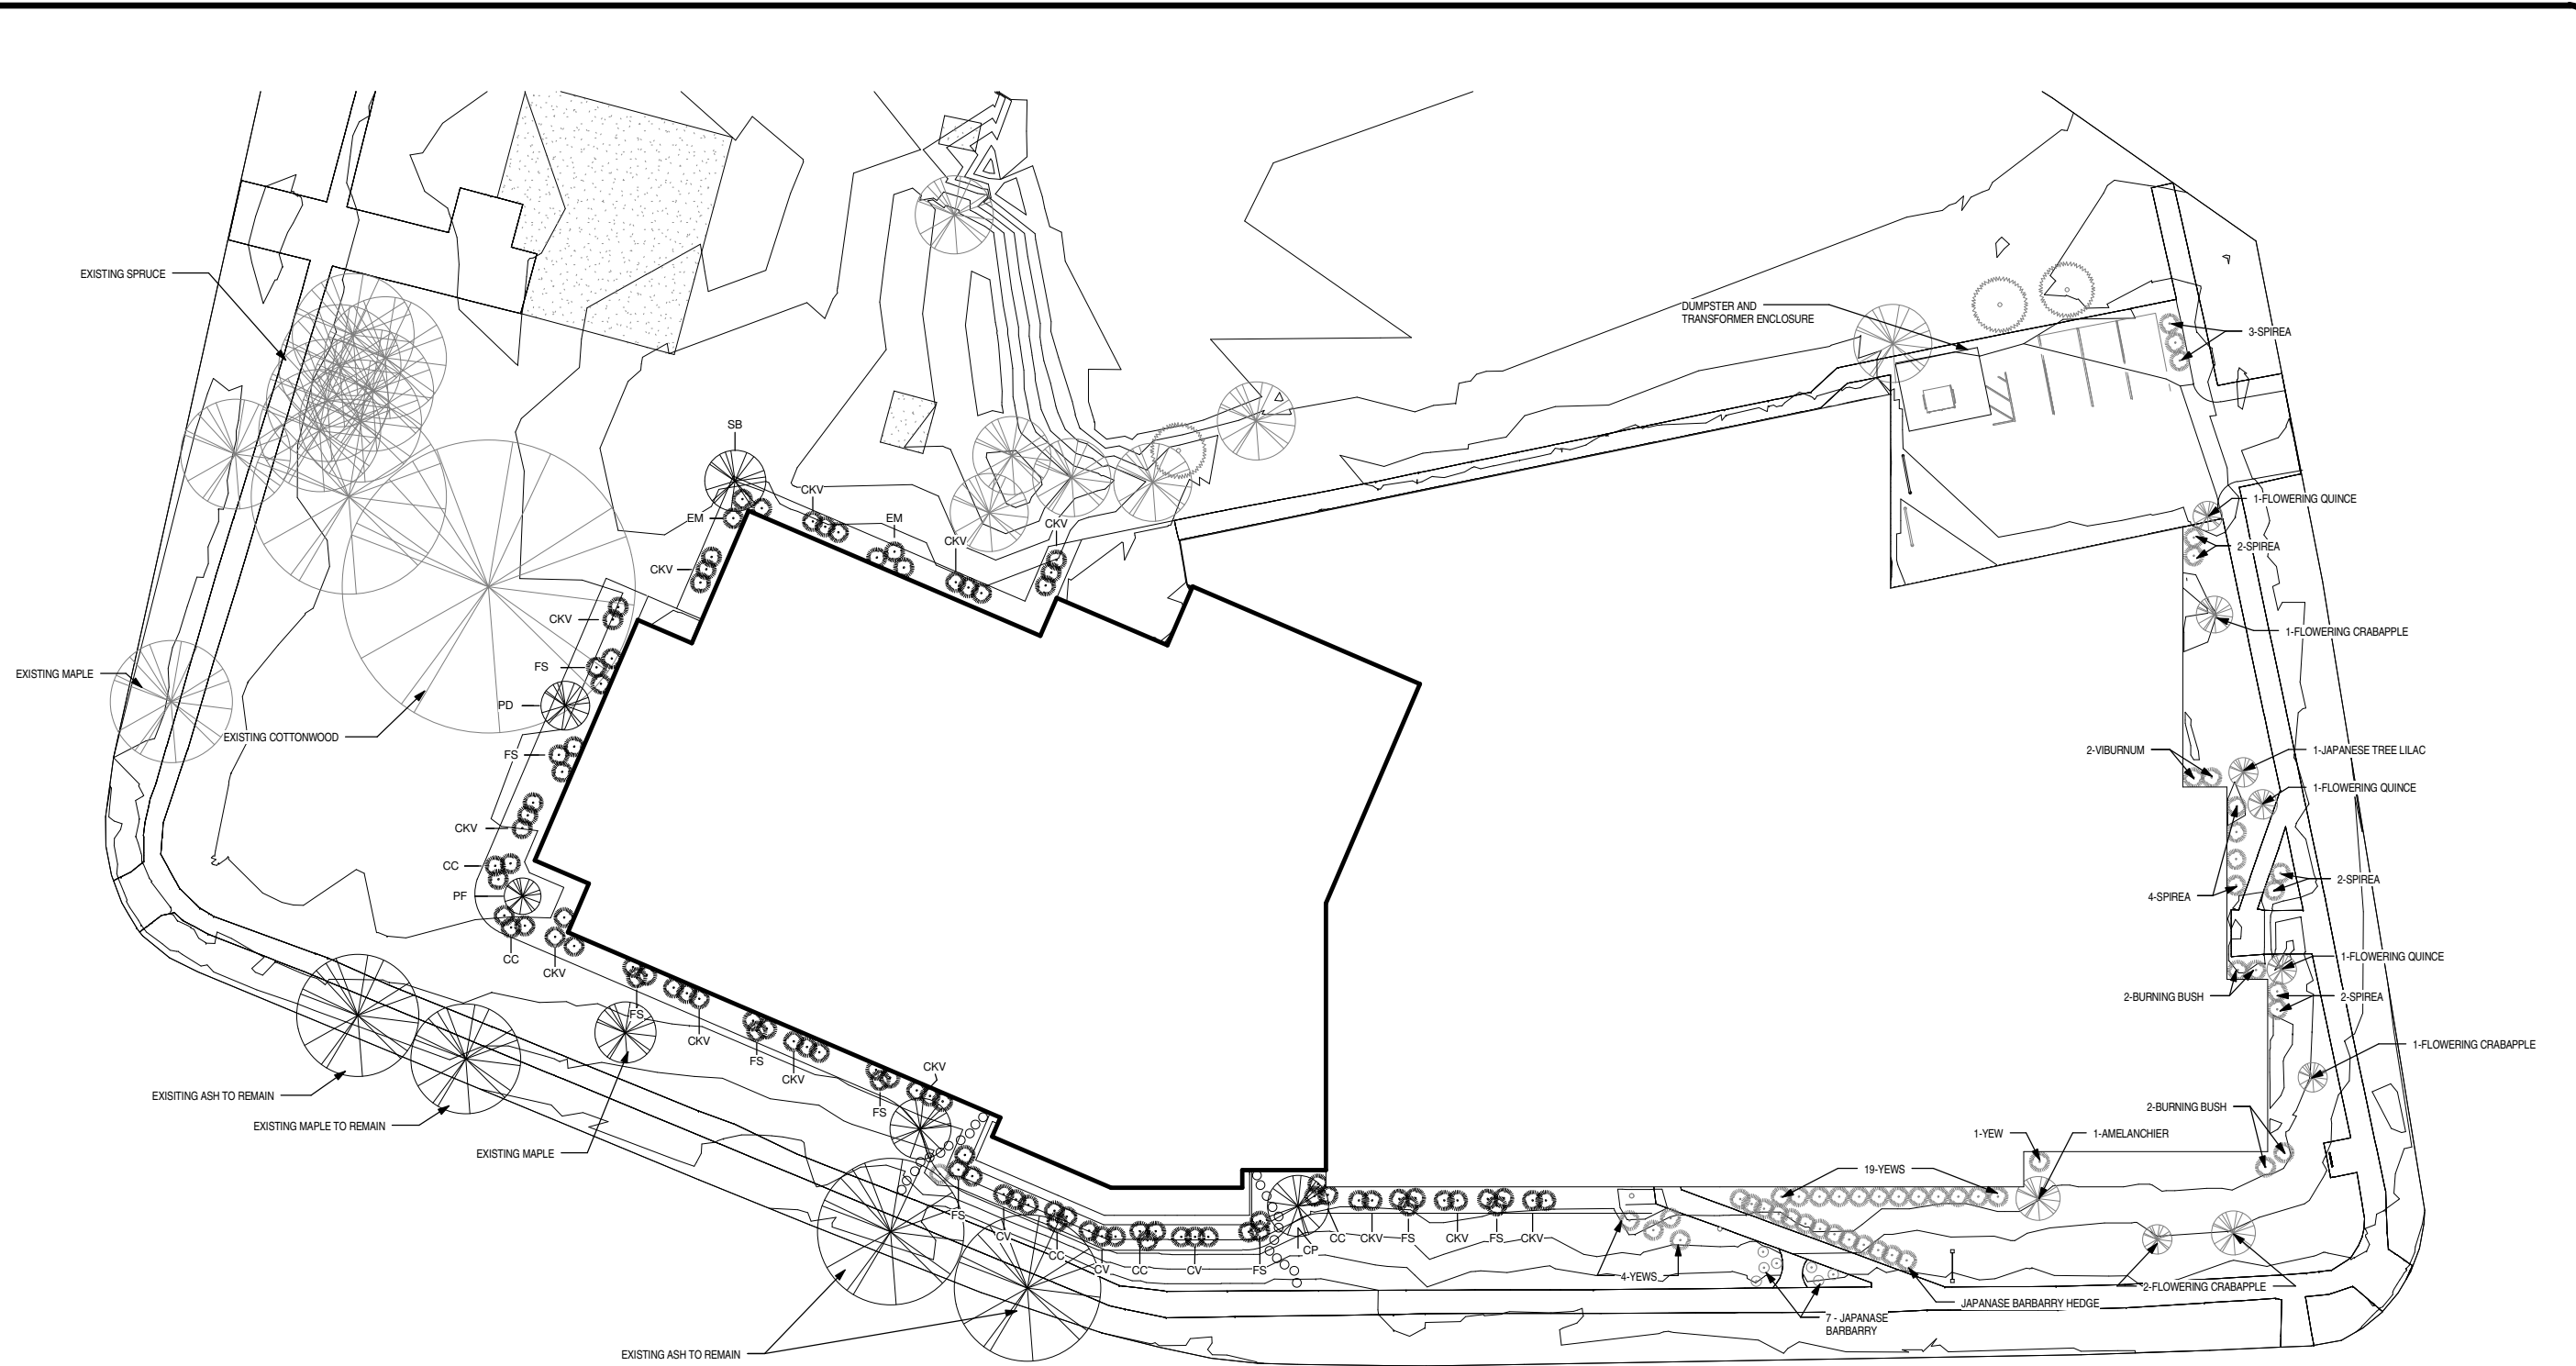 EXISTING SPRUCE
DUMPSTER AND
TRANSFORMER ENCLOSURE
3-SPIREA
SB
CKV
EM
EM
CKV
CKV
CKV
1-FLOWERING QUINCE
2-SPIREA
CKV
1-FLOWERING CRABAPPLE
FS
EXISTING MAPLE
PD
EXISTING COTTONWOOD
FS
2-VIBURNUM
1-JAPANESE TREE LILAC
1-FLOWERING QUINCE
CKV
CC
PF
2-SPIREA
4-SPIREA
CC
CKV
1-FLOWERING QUINCE
2-BURNING BUSH
2-SPIREA
FS
CKV
FS
CKV
CKV
FS
1-FLOWERING CRABAPPLE
EXISITING ASH TO REMAIN
EXISTING MAPLE TO REMAIN
EXISTING MAPLE
2-BURNING BUSH
1-YEW
1-AMELANCHIER
19-YEWS
FS
CV
CC
CV
CC
CV
FS
CP
CC
CKV
FS
CKV
FS
CKV
4-YEWS
2-FLOWERING CRABAPPLE
JAPANASE BARBARRY HEDGE
7 - JAPANASE
BARBARRY
EXISTING ASH TO REMAIN